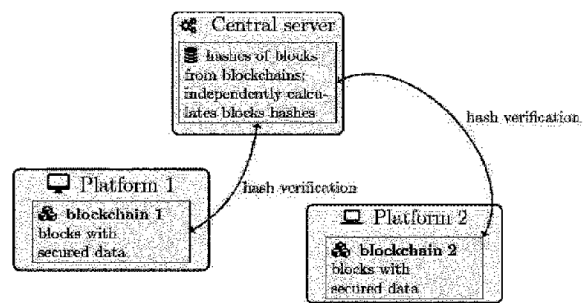 Central server
hashes of blocks
from blockchains;
independently calcu-
lates blocks hashes
hash verification
hash verification
Platform 1
blockchain 1
blocks with
secured data
Platform 2
blockchain 2
blocks with
secured data